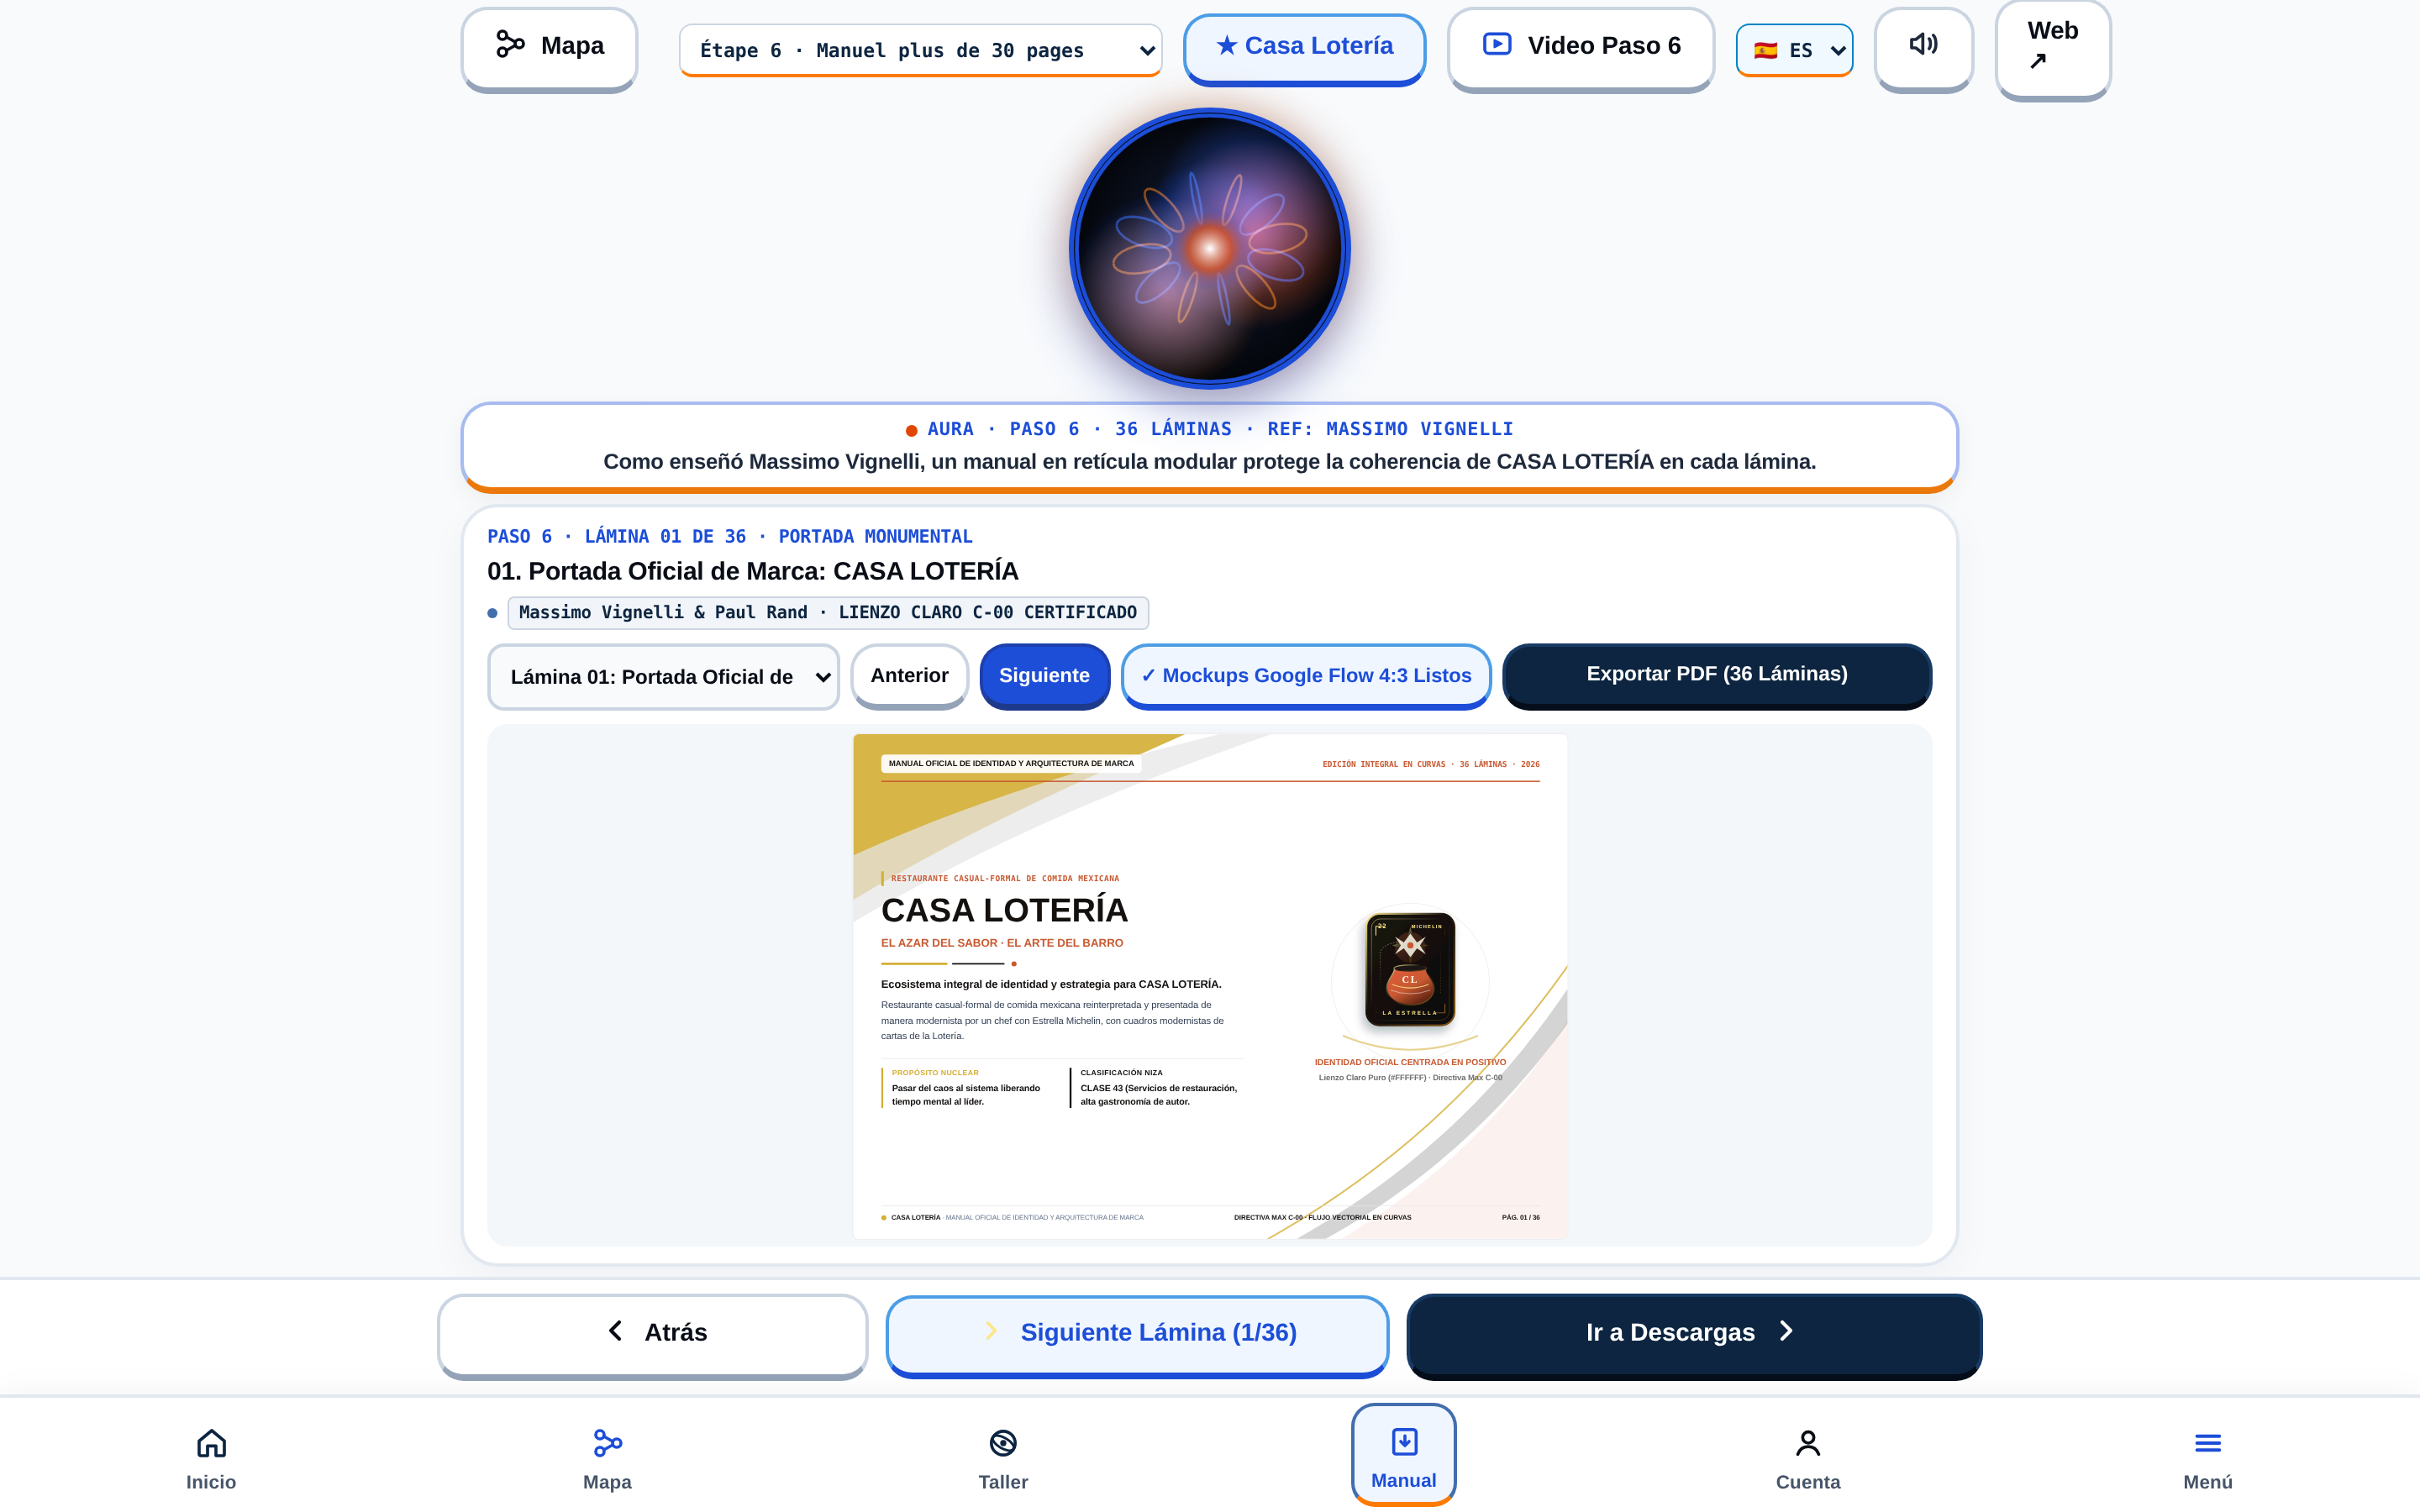 Mapa
Étape 6 · Manuel plus de 30 pages
★ Casa Lotería
Video Paso 6
🇪🇸 ES
Web ↗
AURA · PASO 6 · 36 LÁMINAS · REF: MASSIMO VIGNELLI
Como enseñó Massimo Vignelli, un manual en retícula modular protege la coherencia de CASA LOTERÍA en cada lámina.
PASO 6 · LÁMINA 01 DE 36 · PORTADA MONUMENTAL
01. Portada Oficial de Marca: CASA LOTERÍA
Massimo Vignelli & Paul Rand · LIENZO CLARO C-00 CERTIFICADO
Lámina 01: Portada Oficial de
Anterior
Siguiente
✓ Mockups Google Flow 4:3 Listos
Exportar PDF (36 Láminas)
MANUAL OFICIAL DE IDENTIDAD Y ARQUITECTURA DE MARCA
EDICIÓN INTEGRAL EN CURVAS · 36 LÁMINAS · 2026
RESTAURANTE CASUAL-FORMAL DE COMIDA MEXICANA
CASA LOTERÍA
EL AZAR DEL SABOR · EL ARTE DEL BARRO
Ecosistema integral de identidad y estrategia para CASA LOTERÍA.
Restaurante casual-formal de comida mexicana reinterpretada y presentada de
manera modernista por un chef con Estrella Michelin, con cuadros modernistas de
cartas de la Lotería.
PROPÓSITO NUCLEAR
Pasar del caos al sistema liberando
tiempo mental al líder.
CLASIFICACIÓN NIZA
CLASE 43 (Servicios de restauración,
alta gastronomía de autor.
22
MICHELIN
CL
LA ESTRELLA
IDENTIDAD OFICIAL CENTRADA EN POSITIVO
Lienzo Claro Puro (#FFFFFF) · Directiva Max C-00
CASA LOTERÍA · MANUAL OFICIAL DE IDENTIDAD Y ARQUITECTURA DE MARCA
DIRECTIVA MAX C-00 · FLUJO VECTORIAL EN CURVAS
PÁG. 01 / 36
Atrás
Siguiente Lámina (1/36)
Ir a Descargas
Inicio
Mapa
Taller
Manual
Cuenta
Menú